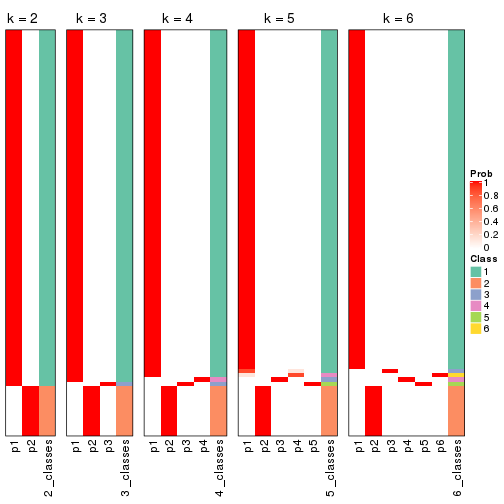 k = 2
k = 3
k = 4
k = 5
k = 6
p1
p2
2_classes
p1
p2
p3
3_classes
p1
p2
p3
p4
4_classes
p1
p2
p3
p4
p5
5_classes
p1
p2
p3
p4
p5
p6
6_classes
Prob
1
0.8
0.6
0.4
0.2
0
Class
1
2
3
4
5
6